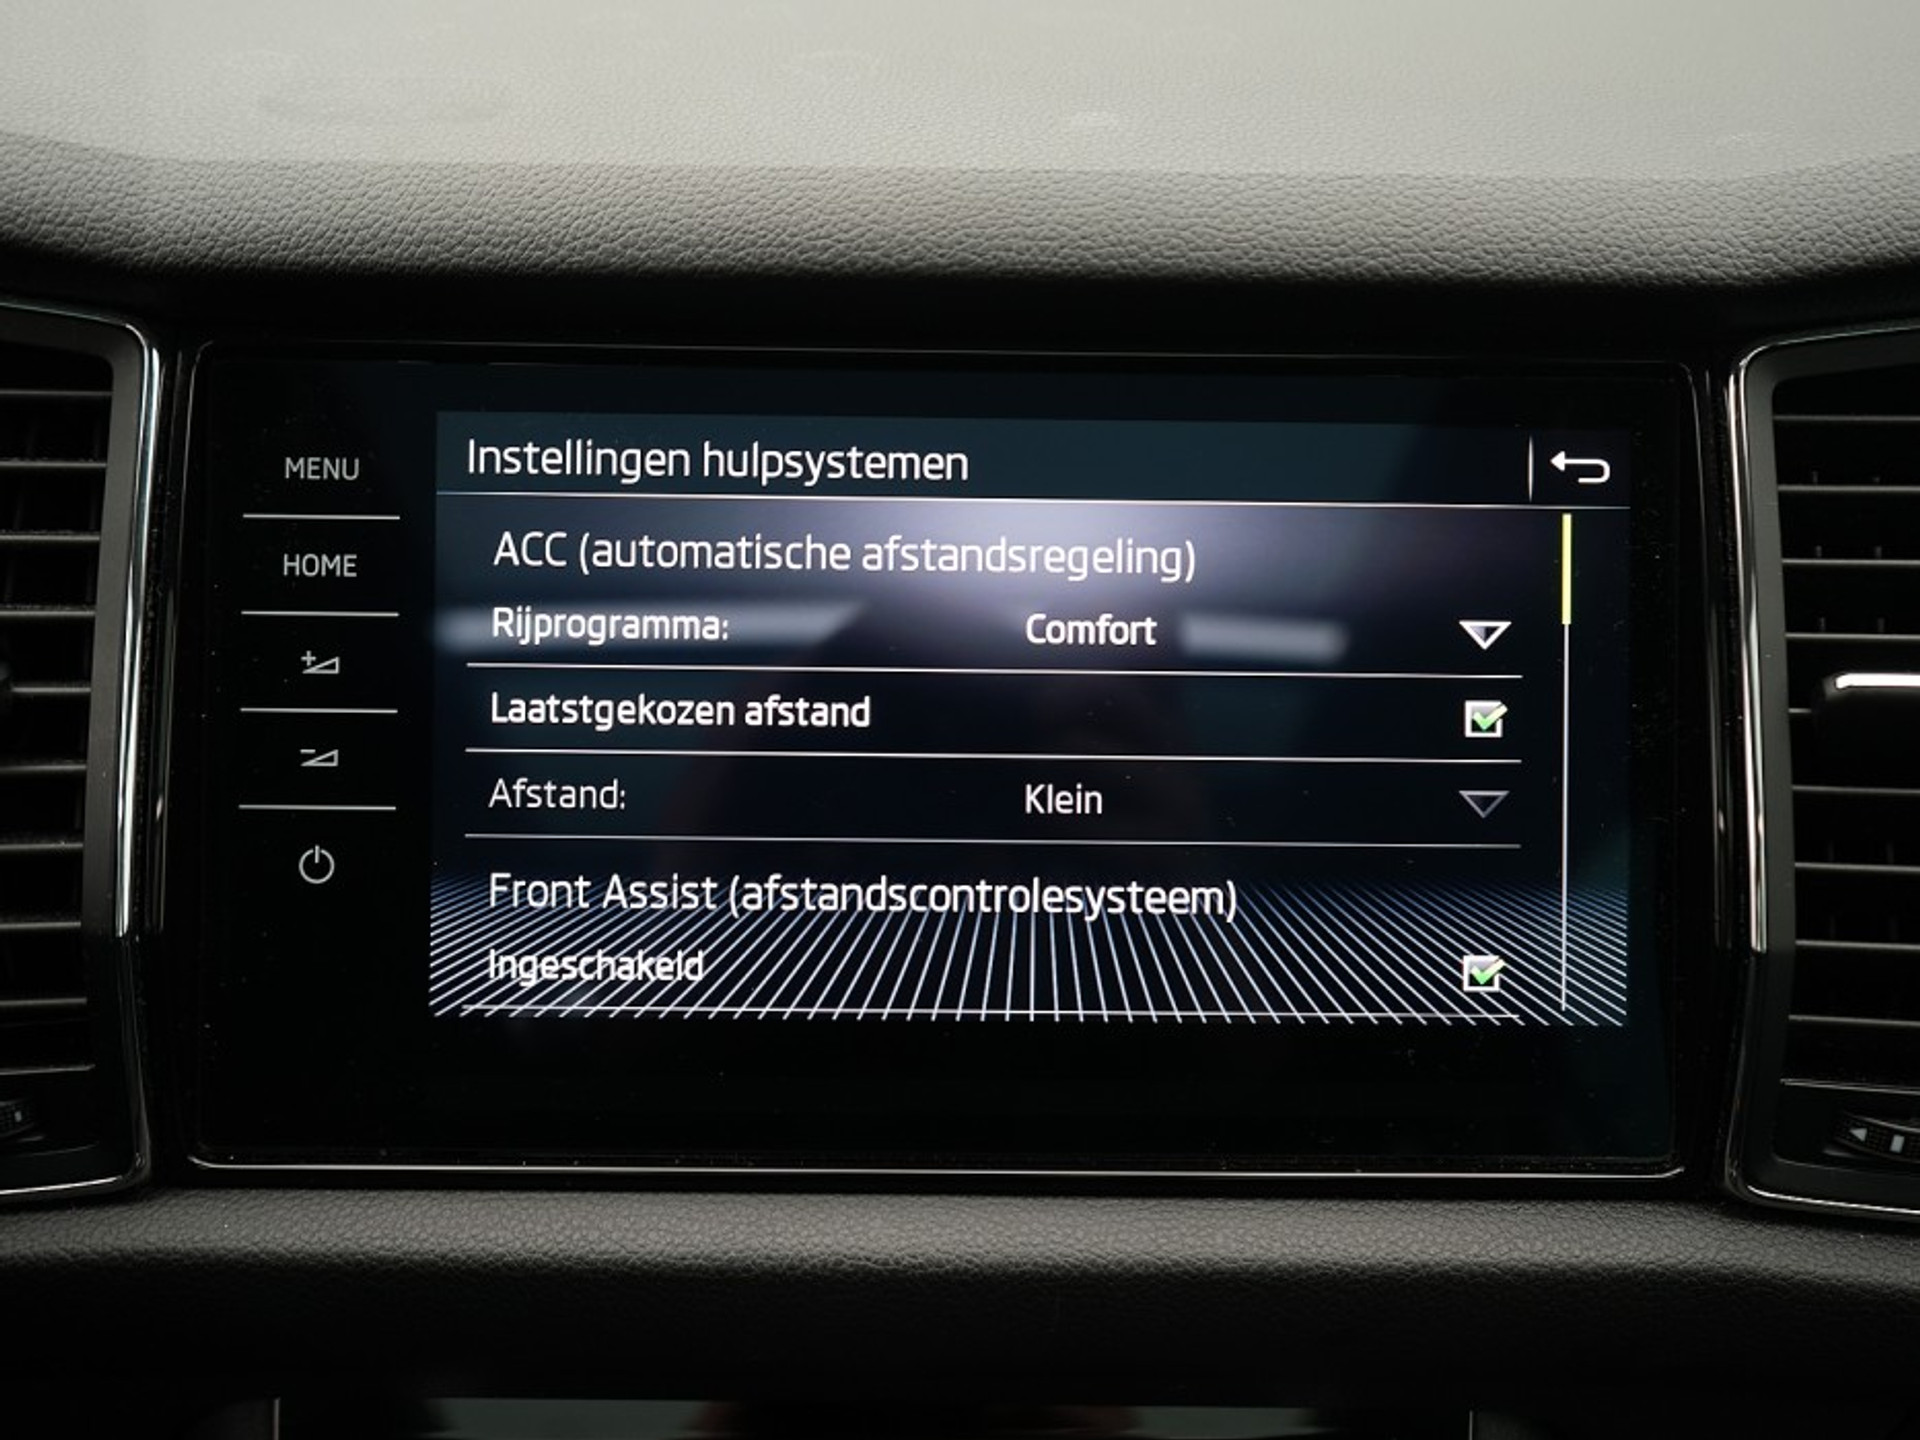 MENU
HOME
Instellingen hulpsystemen
ACC (automatische afstandsregeling)
Rijprogramma: Comfort
Laatstgekozen afstand
Afstand: Klein
Front Assist (afstandscontrolesysteem)
Ingeschakeld